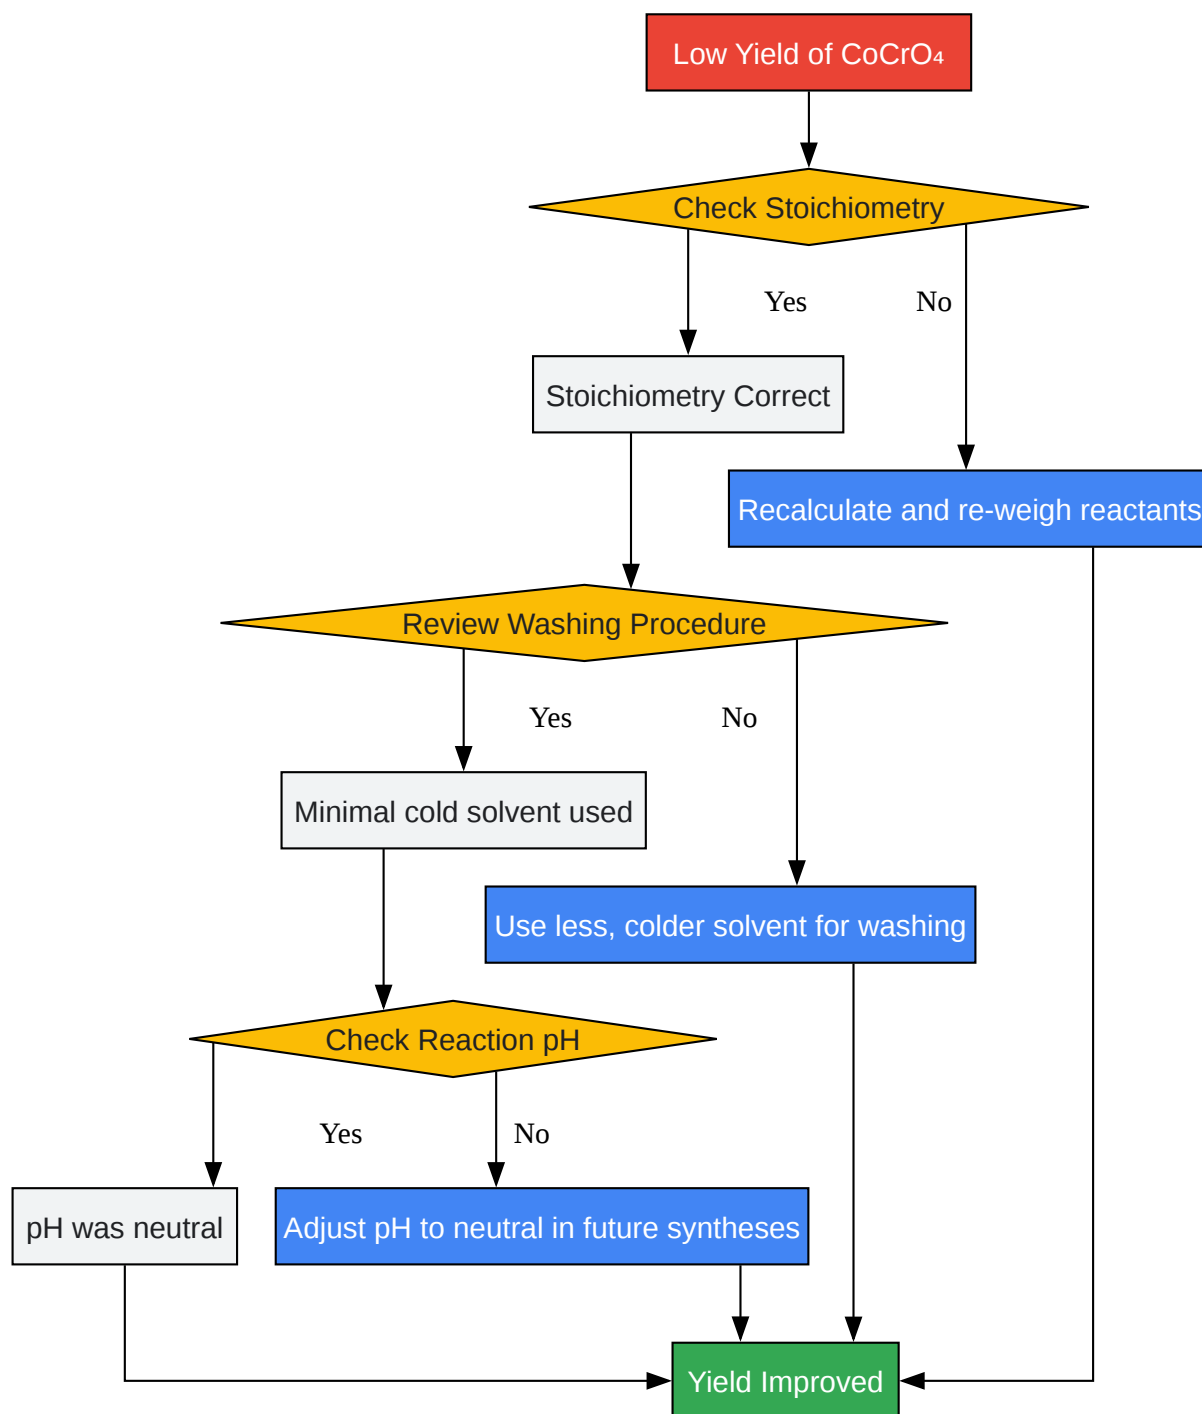 Low Yield of CoCrO₄
Check Stoichiometry
Yes
No
Stoichiometry Correct
Recalculate and re-weigh reactants
Review Washing Procedure
Yes
No
Minimal cold solvent used
Use less, colder solvent for washing
Check Reaction pH
Yes
No
pH was neutral
Adjust pH to neutral in future syntheses
Yield Improved